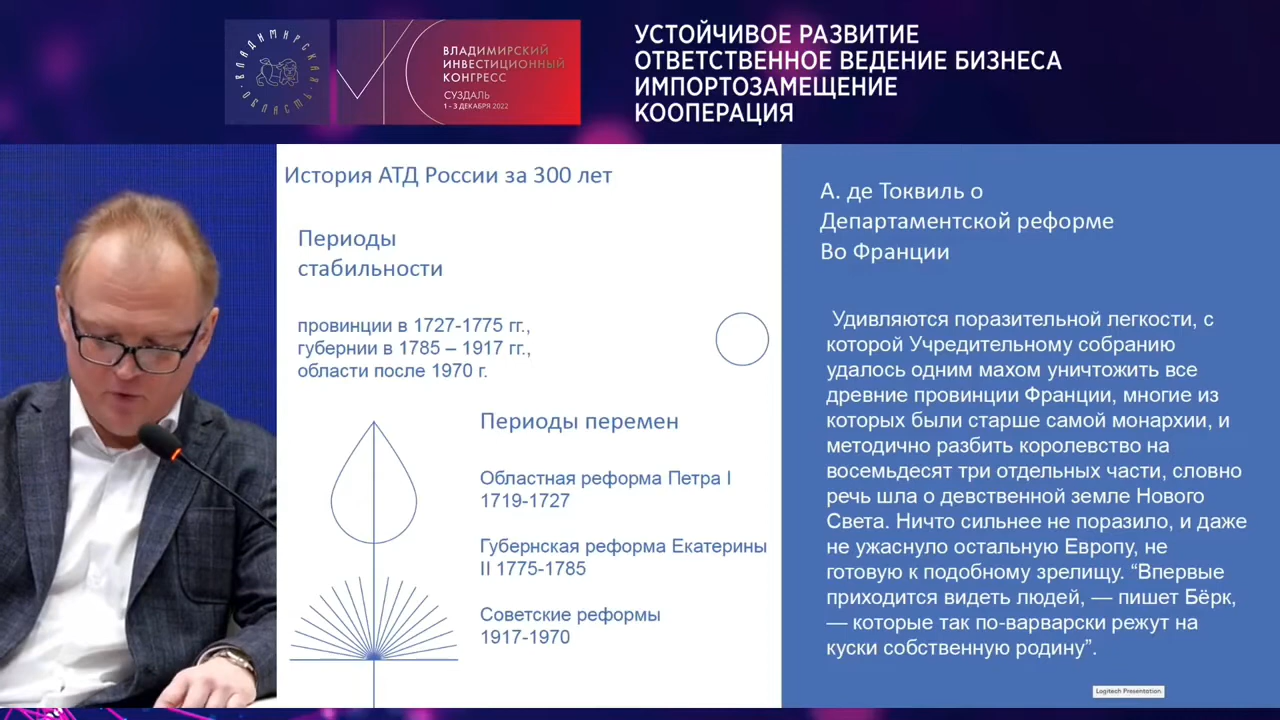 ВЛАДИМИРСКАЯ ОБЛАСТЬ
ВЛАДИМИРСКИЙ
ИНВЕСТИЦИОННЫЙ
КОНГРЕСС
СУЗДАЛЬ
1 - 3 ДЕКАБРЯ 2022
УСТОЙЧИВОЕ РАЗВИТИЕ
ОТВЕТСТВЕННОЕ ВЕДЕНИЕ БИЗНЕСА
ИМПОРТОЗАМЕЩЕНИЕ
КООПЕРАЦИЯ
История АТД России за 300 лет
Периоды
стабильности
провинции в 1727-1775 гг.,
губернии в 1785 – 1917 гг.,
области после 1970 г.
Периоды перемен
Областная реформа Петра I
1719-1727
Губернская реформа Екатерины
II 1775-1785
Советские реформы
1917-1970
А. де Токвиль о
Департаментской реформе
Во Франции
Удивляются поразительной легкости, с
которой Учредительному собранию
удалось одним махом уничтожить все
древние провинции Франции, многие из
которых были старше самой монархии, и
методично разбить королевство на
восемьдесят три отдельных части, словно
речь шла о девственной земле Нового
Света. Ничто сильнее не поразило, и даже
не ужаснуло остальную Европу, не
готовую к подобному зрелищу. “Впервые
приходится видеть людей, — пишет Бёрк,
— которые так по-варварски режут на
куски собственную родину”.
Logitech Presentation